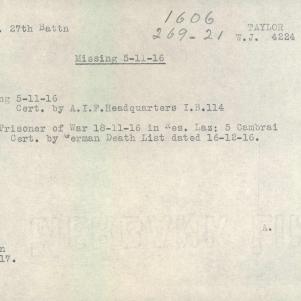 . 27th Battn
1606
269-21
TAYLOR
W.J. 4224
Missing 5-11-16
ng 5-11-16
Cert. by A.I.F.Headquarters I.B.114
Prisoner of War 18-11-16 in Res. Laz: 5 Cambrai
Cert. by German Death List dated 16-12-16.
A.
n
17.